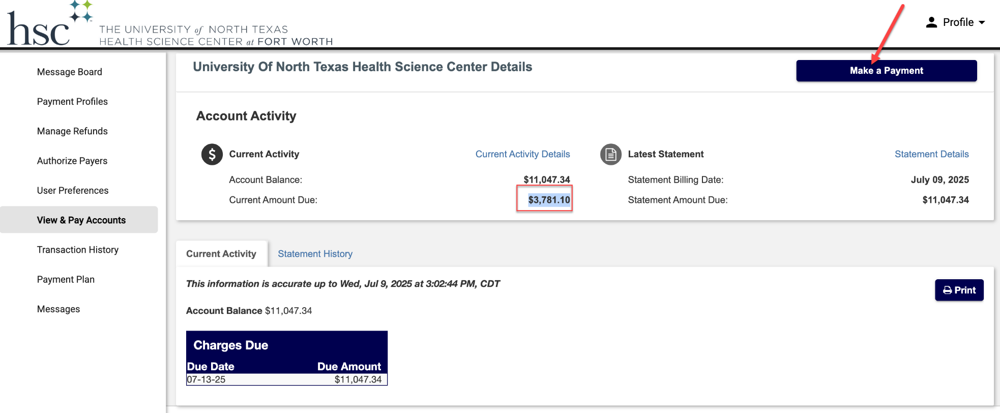 hsc
THE UNIVERSITY of NORTH TEXAS
HEALTH SCIENCE CENTER at FORT WORTH
Profile
Message Board
Payment Profiles
Manage Refunds
Authorize Payers
User Preferences
View & Pay Accounts
Transaction History
Payment Plan
Messages
University Of North Texas Health Science Center Details
Make a Payment
Account Activity
$ Current Activity Current Activity Details
Account Balance: $11,047.34
Current Amount Due: $3,781.10
Latest Statement Statement Details
Statement Billing Date: July 09, 2025
Statement Amount Due: $11,047.34
Current Activity Statement History
This information is accurate up to Wed, Jul 9, 2025 at 3:02:44 PM, CDT
Print
Account Balance $11,047.34
Charges Due
Due Date Due Amount
07-13-25 $11,047.34